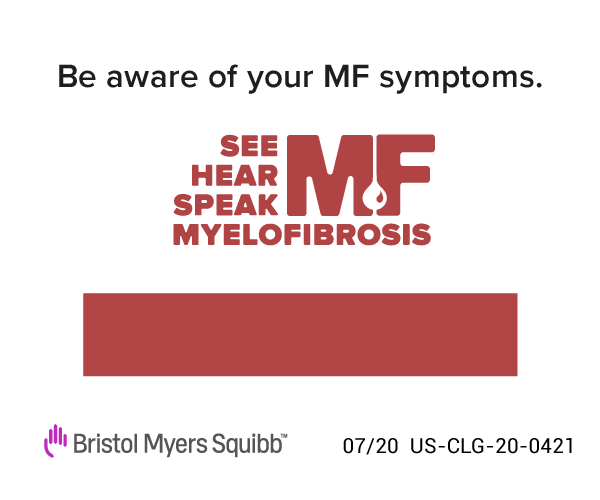 Be aware of your MF symptoms.
SEE
HEAR
SPEAK
MF
MYELOFIBROSIS
Bristol Myers Squibb™
07/20 US-CLG-20-0421